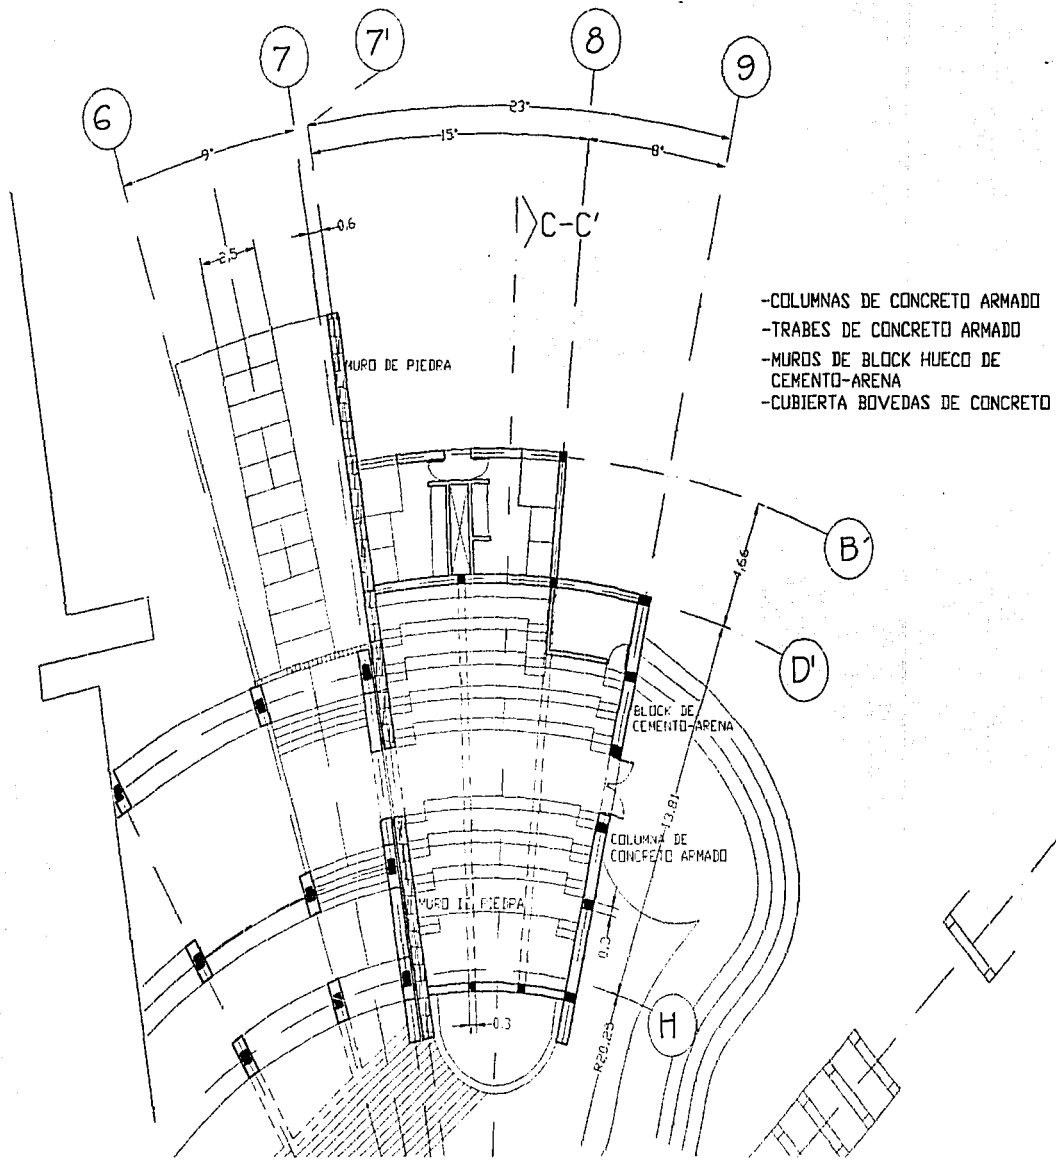 7'
8
7
9
6
23°
15°
8°
9°
C-C'
0.6
2.5
-COLUMNAS DE CONCRETO ARMADO
-TRABES DE CONCRETO ARMADO
-MUROS DE BLOCK HUECO DE
CEMENTO-ARENA
-CUBIERTA BOVEDAS DE CONCRETO
MURO DE PIEDRA
B'
4.66
D'
BLOCK DE
CEMENTO-ARENA
13.81
COLUMNA DE
CONCRETO ARMADO
MURO DE PIEDRA
0.3
H
0.3
R20.25